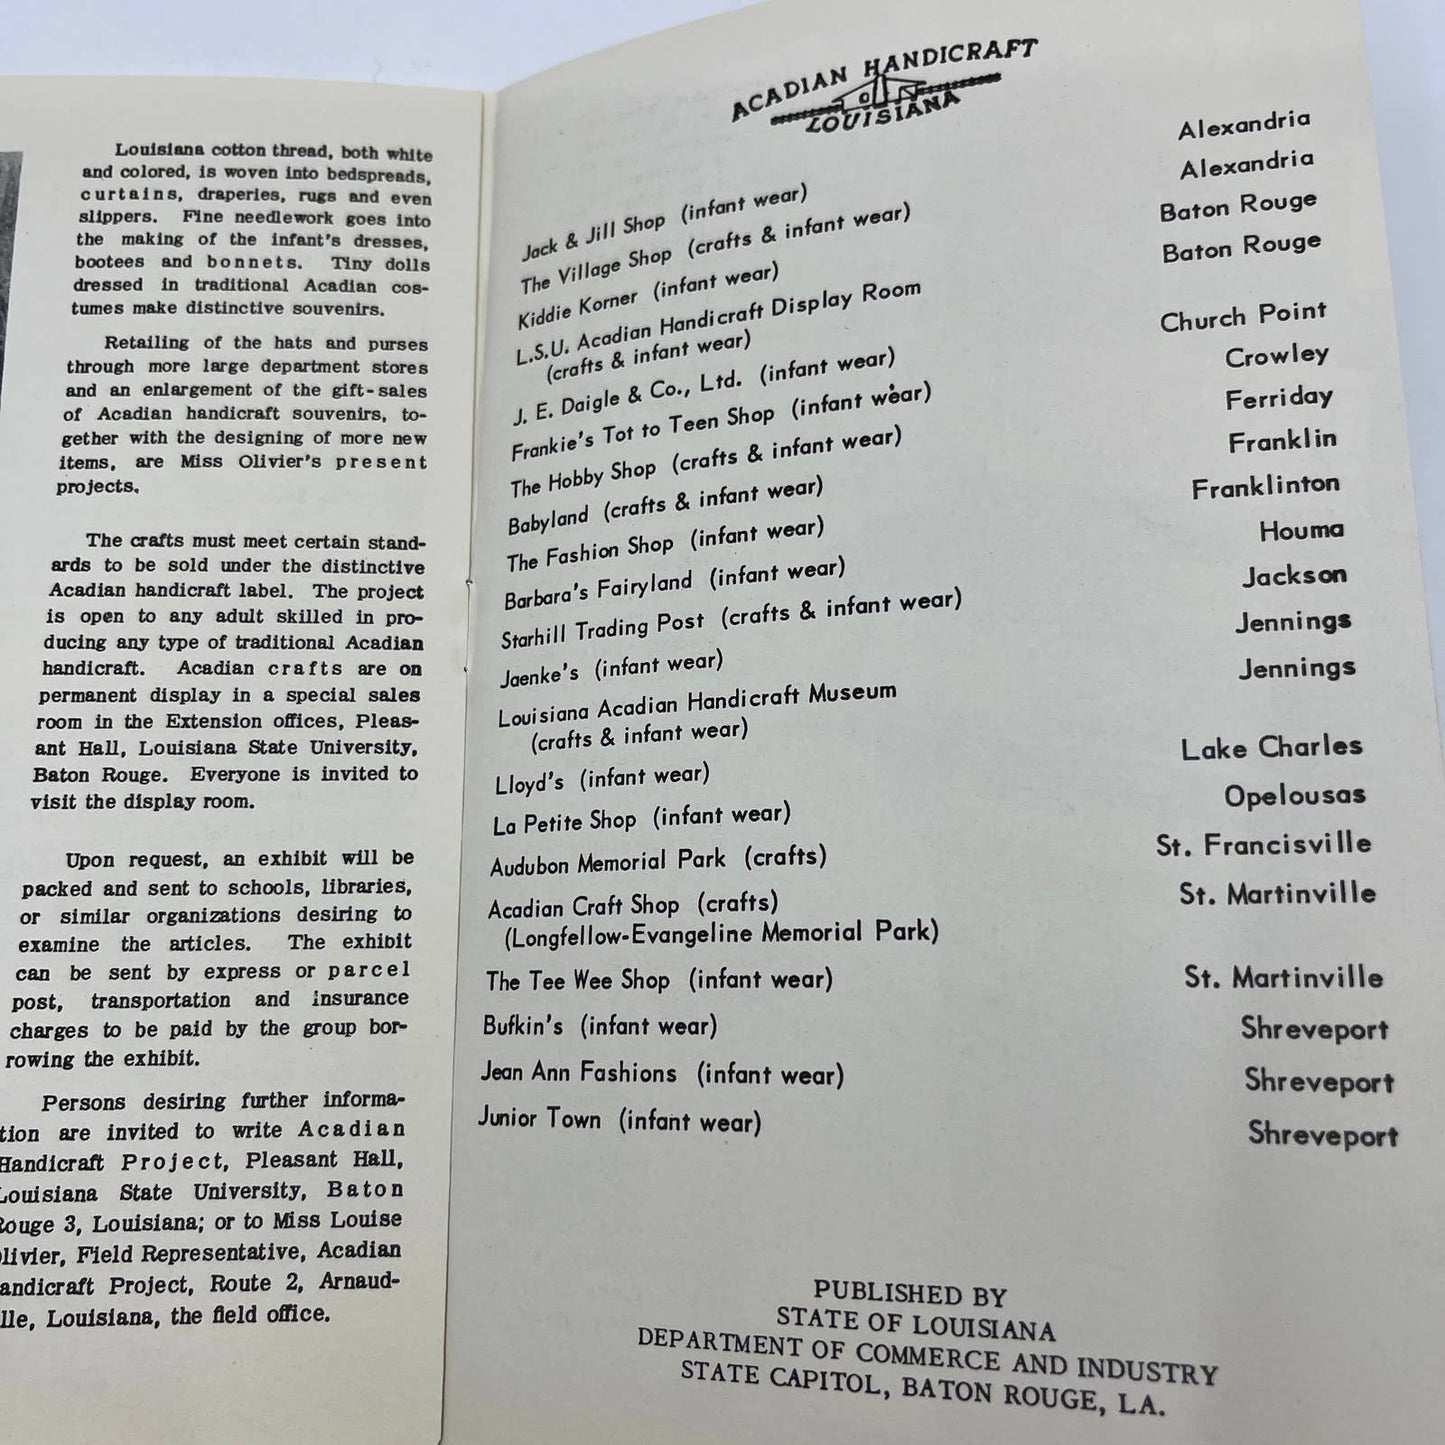 Louisiana cotton thread, both white
and colored, is woven into bedspreads,
curtains, draperies, rugs and even
slippers. Fine needlework goes into
the making of the infant's dresses,
bootees and bonnets. Tiny dolls
dressed in traditional Acadian cos-
tumes make distinctive souvenirs.
Retailing of the hats and purses
through more large department stores
and an enlargement of the gift-sales
of Acadian handicraft souvenirs, to-
gether with the designing of more new
items, are Miss Olivier's present
projects.
The crafts must meet certain stand-
ards to be sold under the distinctive
Acadian handicraft label. The project
is open to any adult skilled in pro-
ducing any type of traditional Acadian
handicraft. Acadian crafts are on
permanent display in a special sales
room in the Extension offices, Pleas-
ant Hall, Louisiana State University,
Baton Rouge. Everyone is invited to
visit the display room.
Upon request, an exhibit will be
packed and sent to schools, libraries,
or similar organizations desiring to
examine the articles. The exhibit
can be sent by express or parcel
post, transportation and insurance
charges to be paid by the group bor-
rowing the exhibit.
Persons desiring further informa-
tion are invited to write Acadian
Handicraft Project, Pleasant Hall,
Louisiana State University, Baton
Rouge 3, Louisiana; or to Miss Louise
Olivier, Field Representative, Acadian
andicraft Project, Route 2, Arnaud-
lle, Louisiana, the field office.
ACADIAN HANDICRAFT
LOUISIANA
Jack & Jill Shop (infant wear) Alexandria
The Village Shop (crafts & infant wear) Alexandria
Kiddie Korner (infant wear) Baton Rouge
L.S.U. Acadian Handicraft Display Room Baton Rouge
(crafts & infant wear)
J. E. Daigle & Co., Ltd. (infant wear) Church Point
Frankie's Tot to Teen Shop (infant wear) Crowley
The Hobby Shop (crafts & infant wear) Ferriday
Babyland (crafts & infant wear) Franklin
The Fashion Shop (infant wear) Franklinton
Barbara's Fairyland (infant wear) Houma
Starhill Trading Post (crafts & infant wear) Jackson
Jaenke's (infant wear) Jennings
Louisiana Acadian Handicraft Museum Jennings
(crafts & infant wear)
Lloyd's (infant wear) Lake Charles
La Petite Shop (infant wear) Opelousas
Audubon Memorial Park (crafts) St. Francisville
Acadian Craft Shop (crafts) St. Martinville
(Longfellow-Evangeline Memorial Park)
The Tee Wee Shop (infant wear) St. Martinville
Bufkin's (infant wear) Shreveport
Jean Ann Fashions (infant wear) Shreveport
Junior Town (infant wear) Shreveport
PUBLISHED BY
STATE OF LOUISIANA
DEPARTMENT OF COMMERCE AND INDUSTRY
STATE CAPITOL, BATON ROUGE, LA.